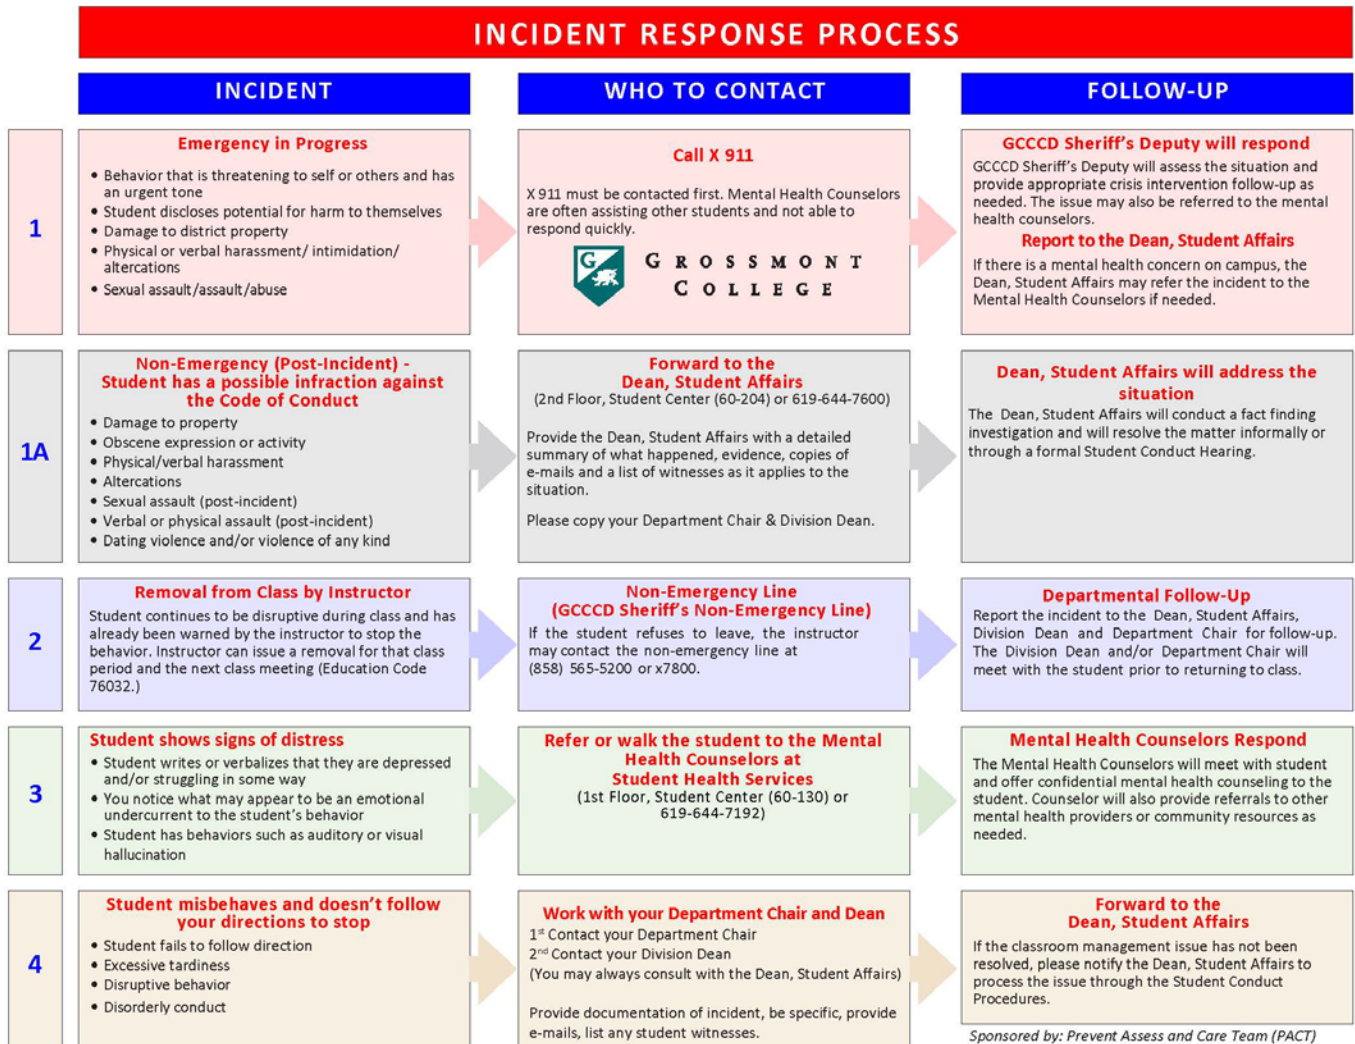 INCIDENT RESPONSE PROCESS
INCIDENT
WHO TO CONTACT
FOLLOW-UP
1
Emergency in Progress
• Behavior that is threatening to self or others and has
an urgent tone
• Student discloses potential for harm to themselves
• Damage to district property
• Physical or verbal harassment/ intimidation/
altercations
• Sexual assault/assault/abuse
Call X 911
X 911 must be contacted first. Mental Health Counselors
are often assisting other students and not able to
respond quickly.
G
GROSSMONT
COLLEGE
GCCCD Sheriff's Deputy will respond
GCCCD Sheriff's Deputy will assess the situation and
provide appropriate crisis intervention follow-up as
needed. The issue may also be referred to the mental
health counselors.
Report to the Dean, Student Affairs
If there is a mental health concern on campus, the
Dean, Student Affairs may refer the incident to the
Mental Health Counselors if needed.
1A
Non-Emergency (Post-Incident) -
Student has a possible infraction against
the Code of Conduct
• Damage to property
• Obscene expression or activity
• Physical/verbal harassment
• Altercations
• Sexual assault (post-incident)
• Verbal or physical assault (post-incident)
• Dating violence and/or violence of any kind
Forward to the
Dean, Student Affairs
(2nd Floor, Student Center (60-204) or 619-644-7600)
Provide the Dean, Student Affairs with a detailed
summary of what happened, evidence, copies of
e-mails and a list of witnesses as it applies to the
situation.
Please copy your Department Chair & Division Dean.
Dean, Student Affairs will address the
situation
The Dean, Student Affairs will conduct a fact finding
investigation and will resolve the matter informally or
through a formal Student Conduct Hearing.
2
Removal from Class by Instructor
Student continues to be disruptive during class and has
already been warned by the instructor to stop the
behavior. Instructor can issue a removal for that class
period and the next class meeting (Education Code
76032.)
Non-Emergency Line
(GCCCD Sheriff's Non-Emergency Line)
If the student refuses to leave, the instructor
may contact the non-emergency line at
(858) 565-5200 or x7800.
Departmental Follow-Up
Report the incident to the Dean, Student Affairs,
Division Dean and Department Chair for follow-up.
The Division Dean and/or Department Chair will
meet with the student prior to returning to class.
3
Student shows signs of distress
• Student writes or verbalizes that they are depressed
and/or struggling in some way
• You notice what may appear to be an emotional
undercurrent to the student's behavior
• Student has behaviors such as auditory or visual
hallucination
Refer or walk the student to the Mental
Health Counselors at
Student Health Services
(1st Floor, Student Center (60-130) or
619-644-7192)
Mental Health Counselors Respond
The Mental Health Counselors will meet with student
and offer confidential mental health counseling to the
student. Counselor will also provide referrals to other
mental health providers or community resources as
needed.
4
Student misbehaves and doesn't follow
your directions to stop
• Student fails to follow direction
• Excessive tardiness
• Disruptive behavior
• Disorderly conduct
Work with your Department Chair and Dean
1st Contact your Department Chair
2nd Contact your Division Dean
(You may always consult with the Dean, Student Affairs)
Provide documentation of incident, be specific, provide
e-mails, list any student witnesses.
Forward to the
Dean, Student Affairs
If the classroom management issue has not been
resolved, please notify the Dean, Student Affairs to
process the issue through the Student Conduct
Procedures.
Sponsored by: Prevent Assess and Care Team (PACT)